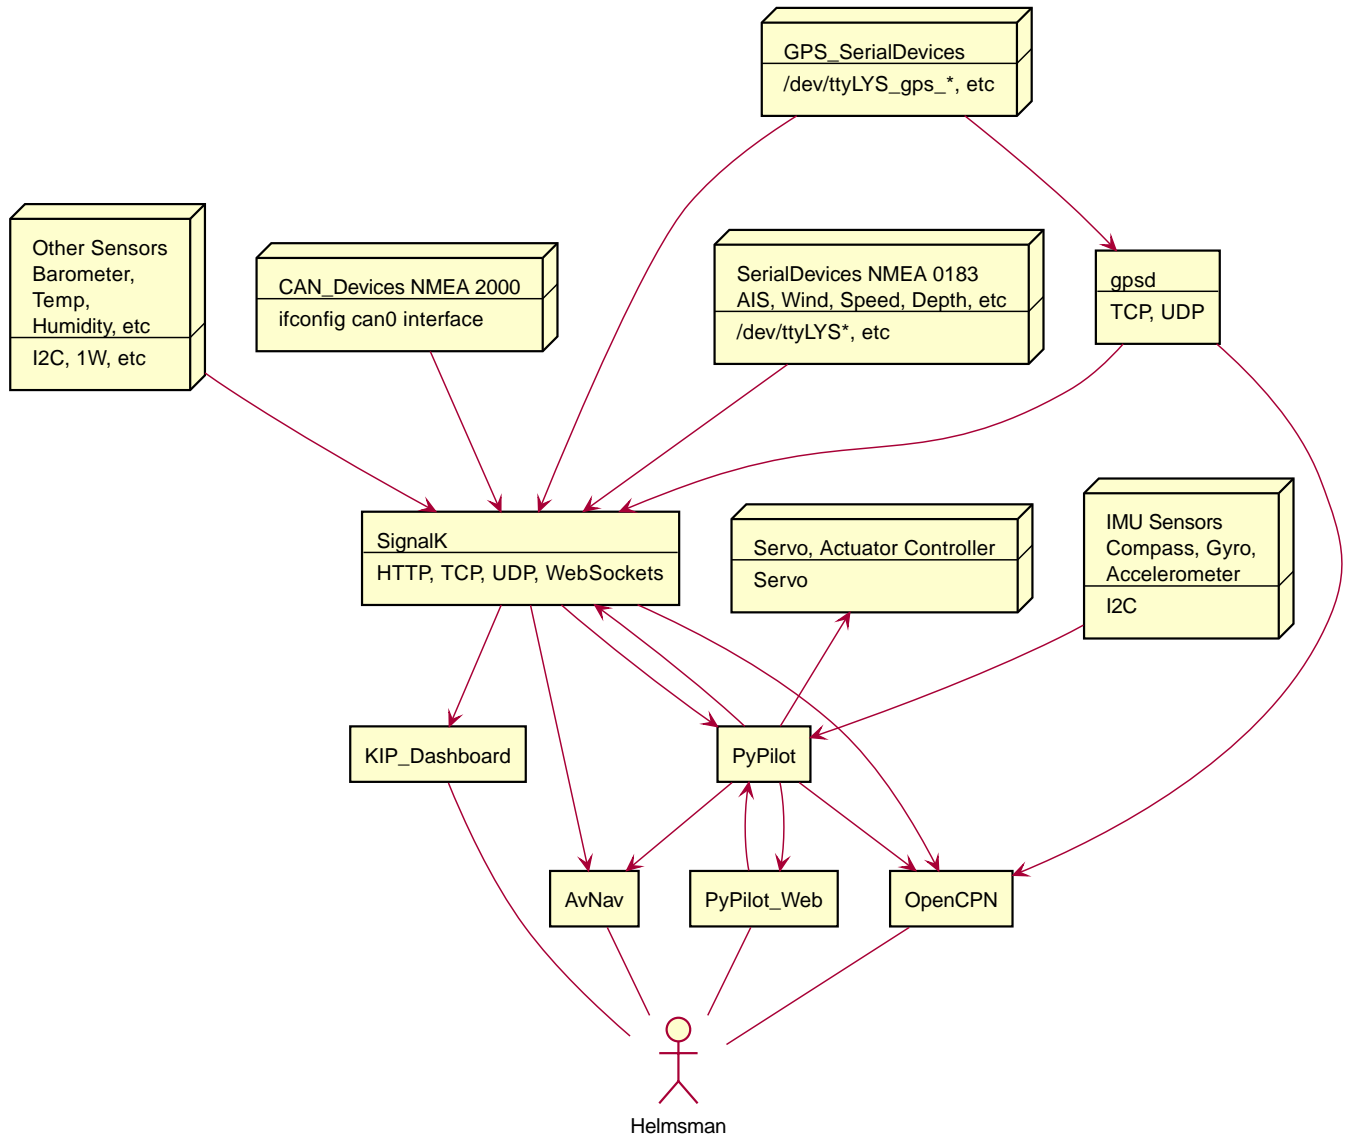 GPS_SerialDevices
/dev/ttyLYS_gps_*, etc
Other Sensors
Barometer,
Temp,
Humidity, etc
I2C, 1W, etc
CAN_Devices NMEA 2000
ifconfig can0 interface
SerialDevices NMEA 0183
AIS, Wind, Speed, Depth, etc
/dev/ttyLYS*, etc
gpsd
TCP, UDP
SignalK
HTTP, TCP, UDP, WebSockets
Servo, Actuator Controller
Servo
IMU Sensors
Compass, Gyro,
Accelerometer
I2C
KIP_Dashboard
PyPilot
AvNav
PyPilot_Web
OpenCPN
Helmsman